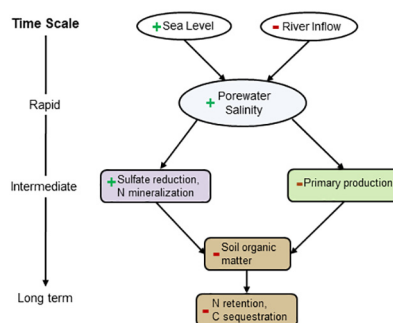 Time Scale
+ Sea Level
- River Inflow
Rapid
Porewater
+ Salinity
Intermediate
+ Sulfate reduction,
N mineralization
- Primary production
- Soil organic
matter
Long term
- N retention,
C sequestration